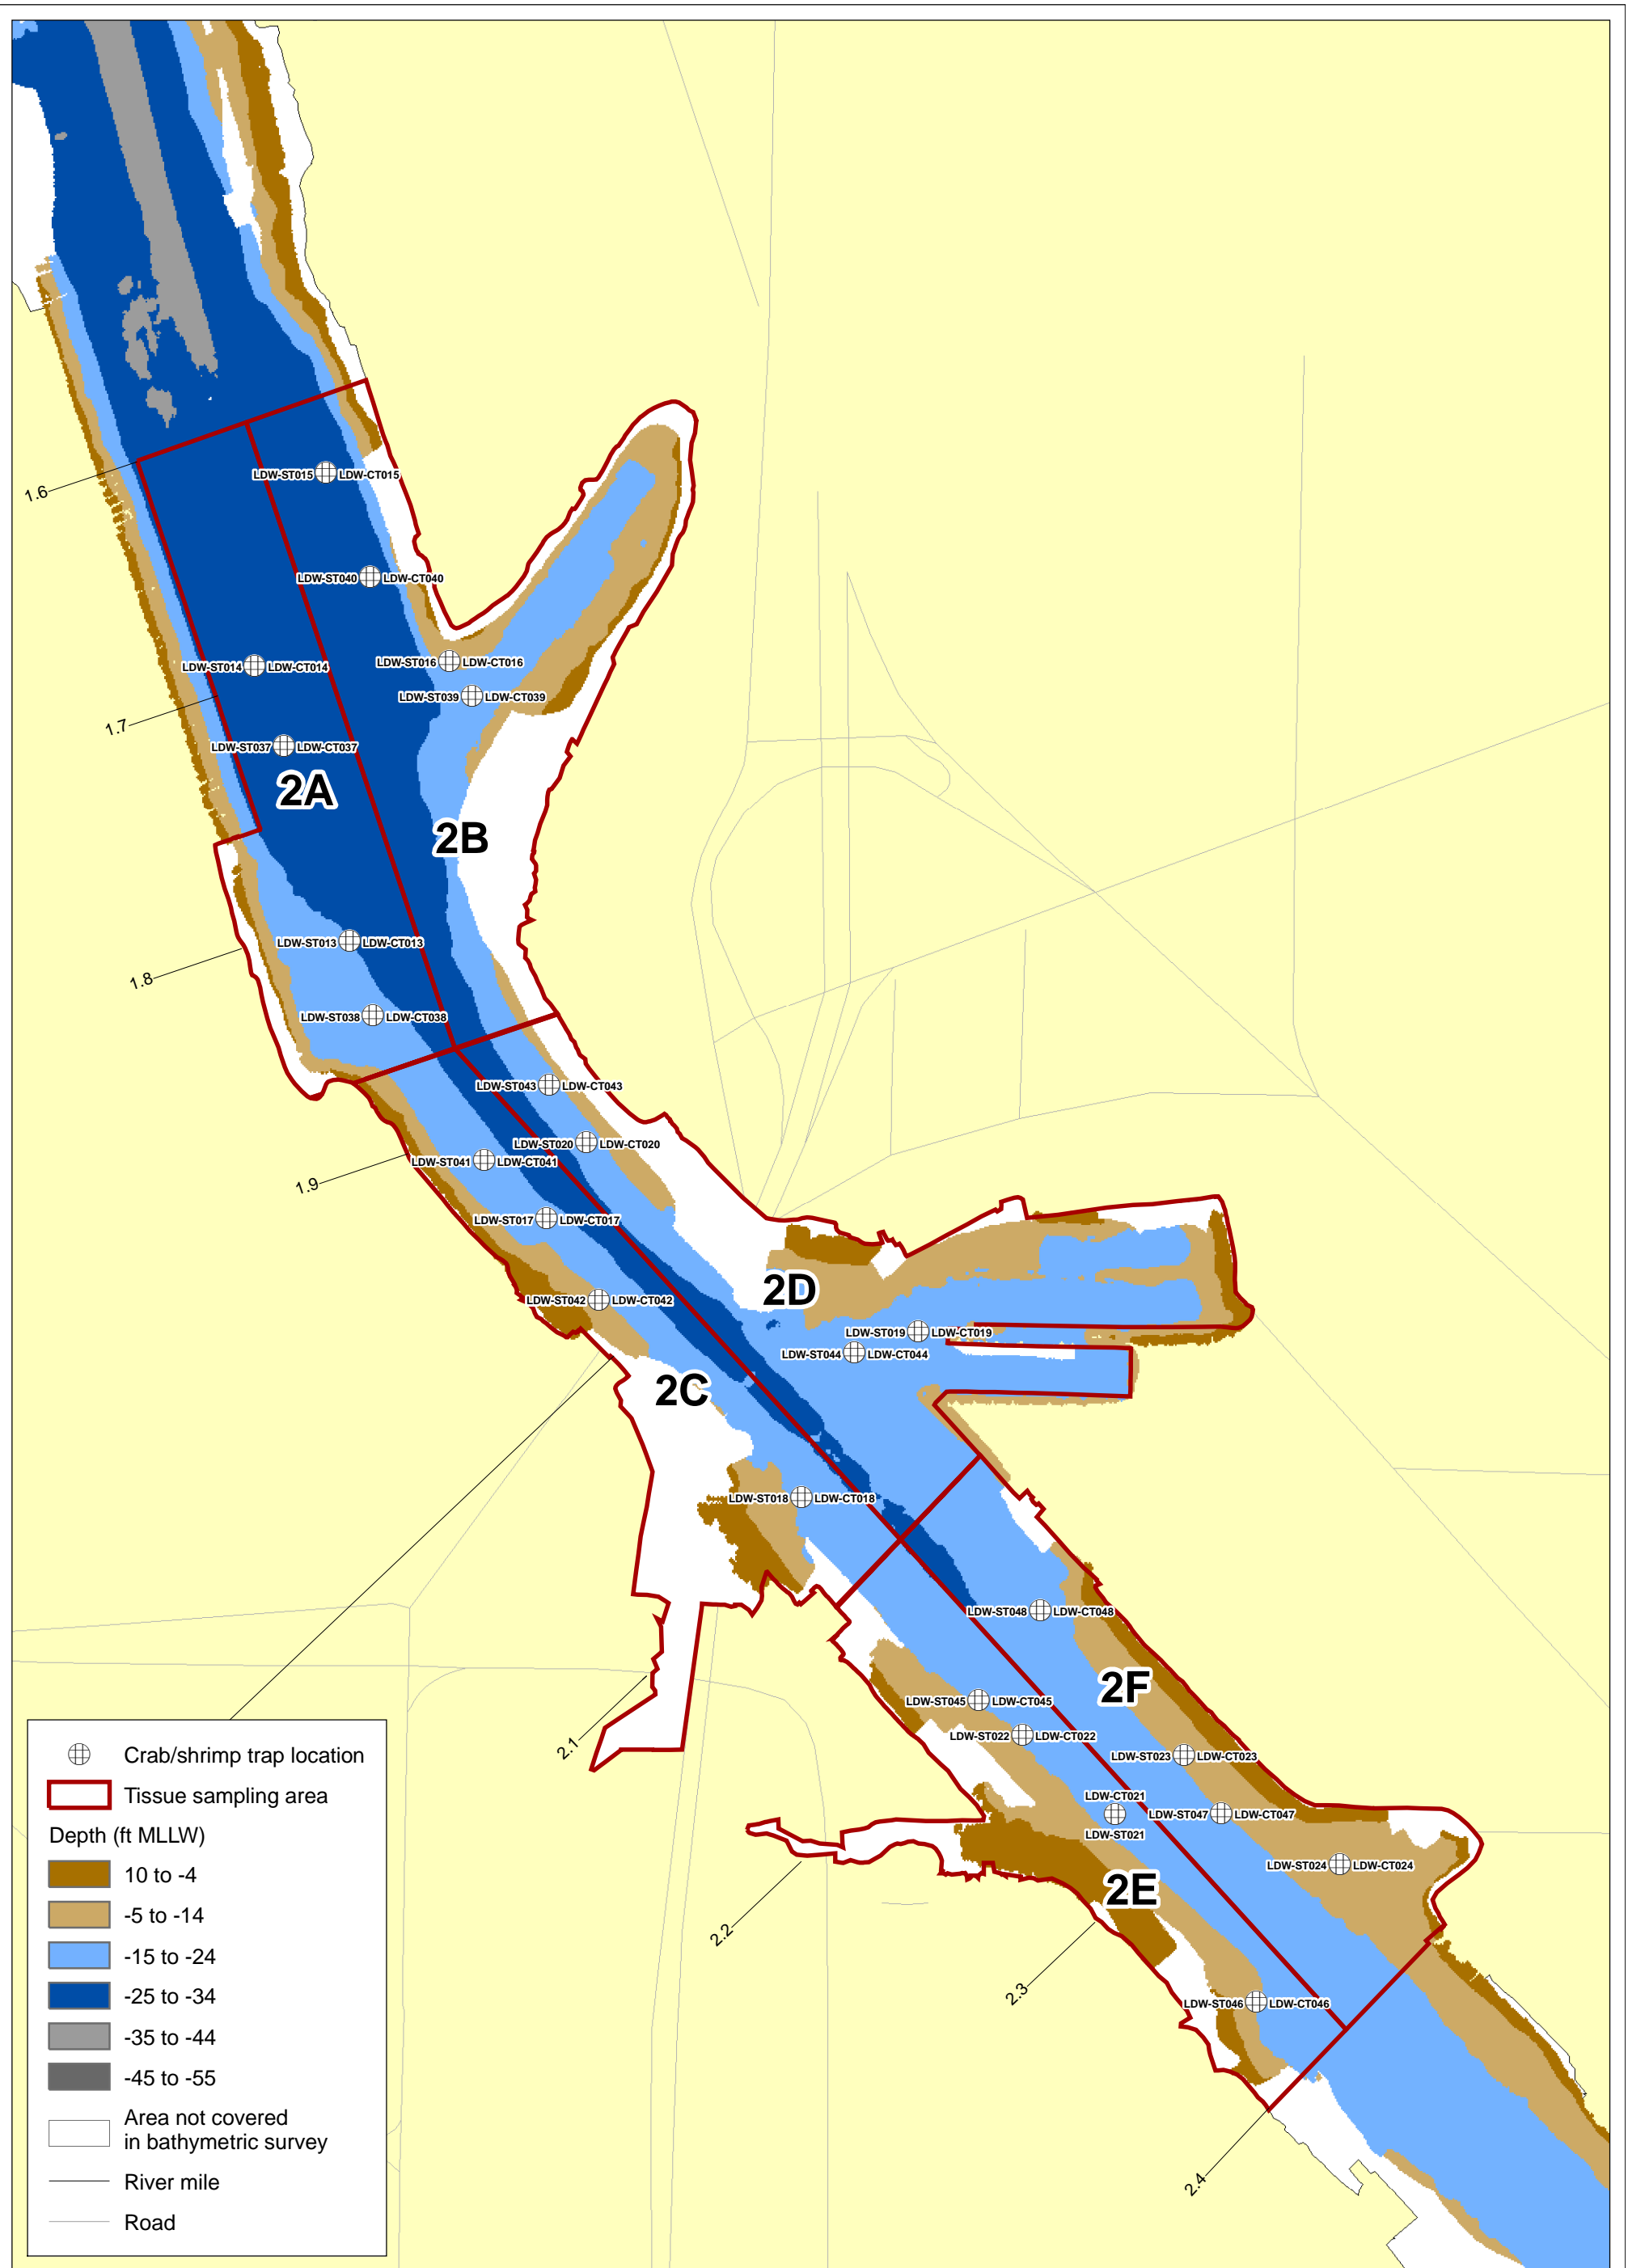 LDW-ST015 LDW-CT015
1.6
LDW-ST040 LDW-CT040
LDW-ST014 LDW-CT014
LDW-ST016 LDW-CT016
LDW-ST039 LDW-CT039
1.7
LDW-ST037 LDW-CT037
2A
2B
LDW-ST013 LDW-CT013
1.8
LDW-ST038 LDW-CT038
LDW-ST043 LDW-CT043
LDW-ST020 LDW-CT020
LDW-ST041 LDW-CT041
1.9
LDW-ST017 LDW-CT017
2D
LDW-ST042 LDW-CT042
LDW-ST019 LDW-CT019
LDW-ST044 LDW-CT044
2C
LDW-ST018 LDW-CT018
LDW-ST048 LDW-CT048
2F
LDW-ST045 LDW-CT045
LDW-ST022 LDW-CT022
2.1
LDW-ST023 LDW-CT023
LDW-CT021
LDW-ST021
LDW-ST047 LDW-CT047
LDW-ST024 LDW-CT024
2E
2.2
2.3
LDW-ST046 LDW-CT046
2.4
Crab/shrimp trap location
Tissue sampling area
Depth (ft MLLW)
10 to -4
-5 to -14
-15 to -24
-25 to -34
-35 to -44
-45 to -55
Area not covered
in bathymetric survey
River mile
Road